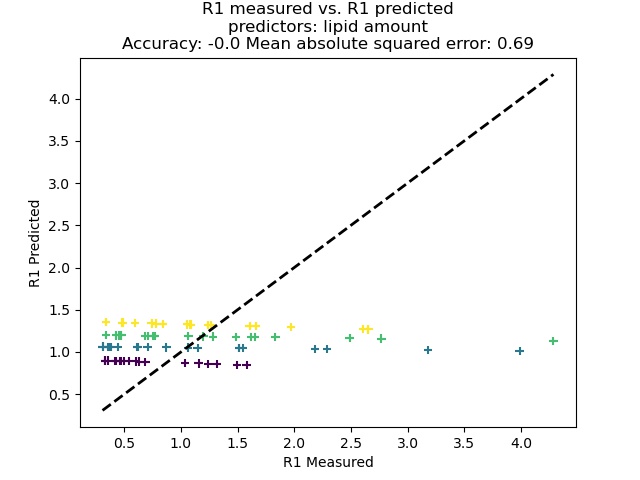 R1 measured vs. R1 predicted
predictors: lipid amount
Accuracy: -0.0 Mean absolute squared error: 0.69
R1 Predicted
4.0
3.5
3.0
2.5
2.0
1.5
1.0
0.5
0.5 1.0 1.5 2.0 2.5 3.0 3.5 4.0
R1 Measured